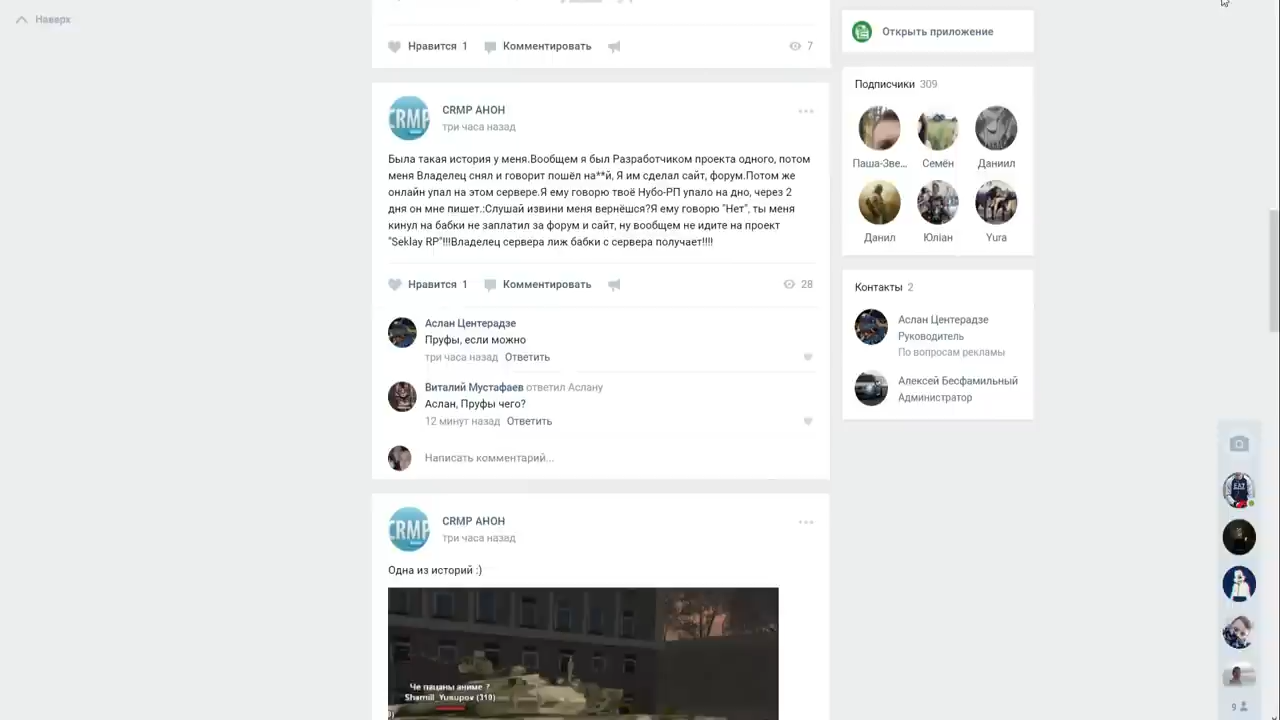 Наверх
Нравится 1
Комментировать
7
CRMP АНОН
три часа назад
Была такая история у меня.Вообщем я был Разработчиком проекта одного, потом
меня Владелец снял и говорит пошёл на**й, Я им сделал сайт, форум.Потом же
онлайн упал на этом сервере.Я ему говорю твоё Нубо-РП упало на дно, через 2
дня он мне пишет.:Слушай извини меня вернёшся?Я ему говорю "Нет", ты меня
кинул на бабки не заплатил за форум и сайт, ну вообщем не идите на проект
"Seklay RP"!!!Владелец сервера лиж бабки с сервера получает!!!!
Нравится 1
Комментировать
28
Аслан Центерадзе
Пруфы, если можно
три часа назад Ответить
Виталий Мустафаев ответил Аслану
Аслан, Пруфы чего?
12 минут назад Ответить
Написать комментарий...
CRMP АНОН
три часа назад
Одна из историй :)
Че пацаны аниме ?
Shamill_Yusupov (310)
Открыть приложение
Подписчики 309
Паша-Зве...
Семён
Даниил
Данил
Юліан
Yura
Контакты 2
Аслан Центерадзе
Руководитель
По вопросам рекламы
Алексей Бесфамильный
Администратор
9
CRMP
CRMP